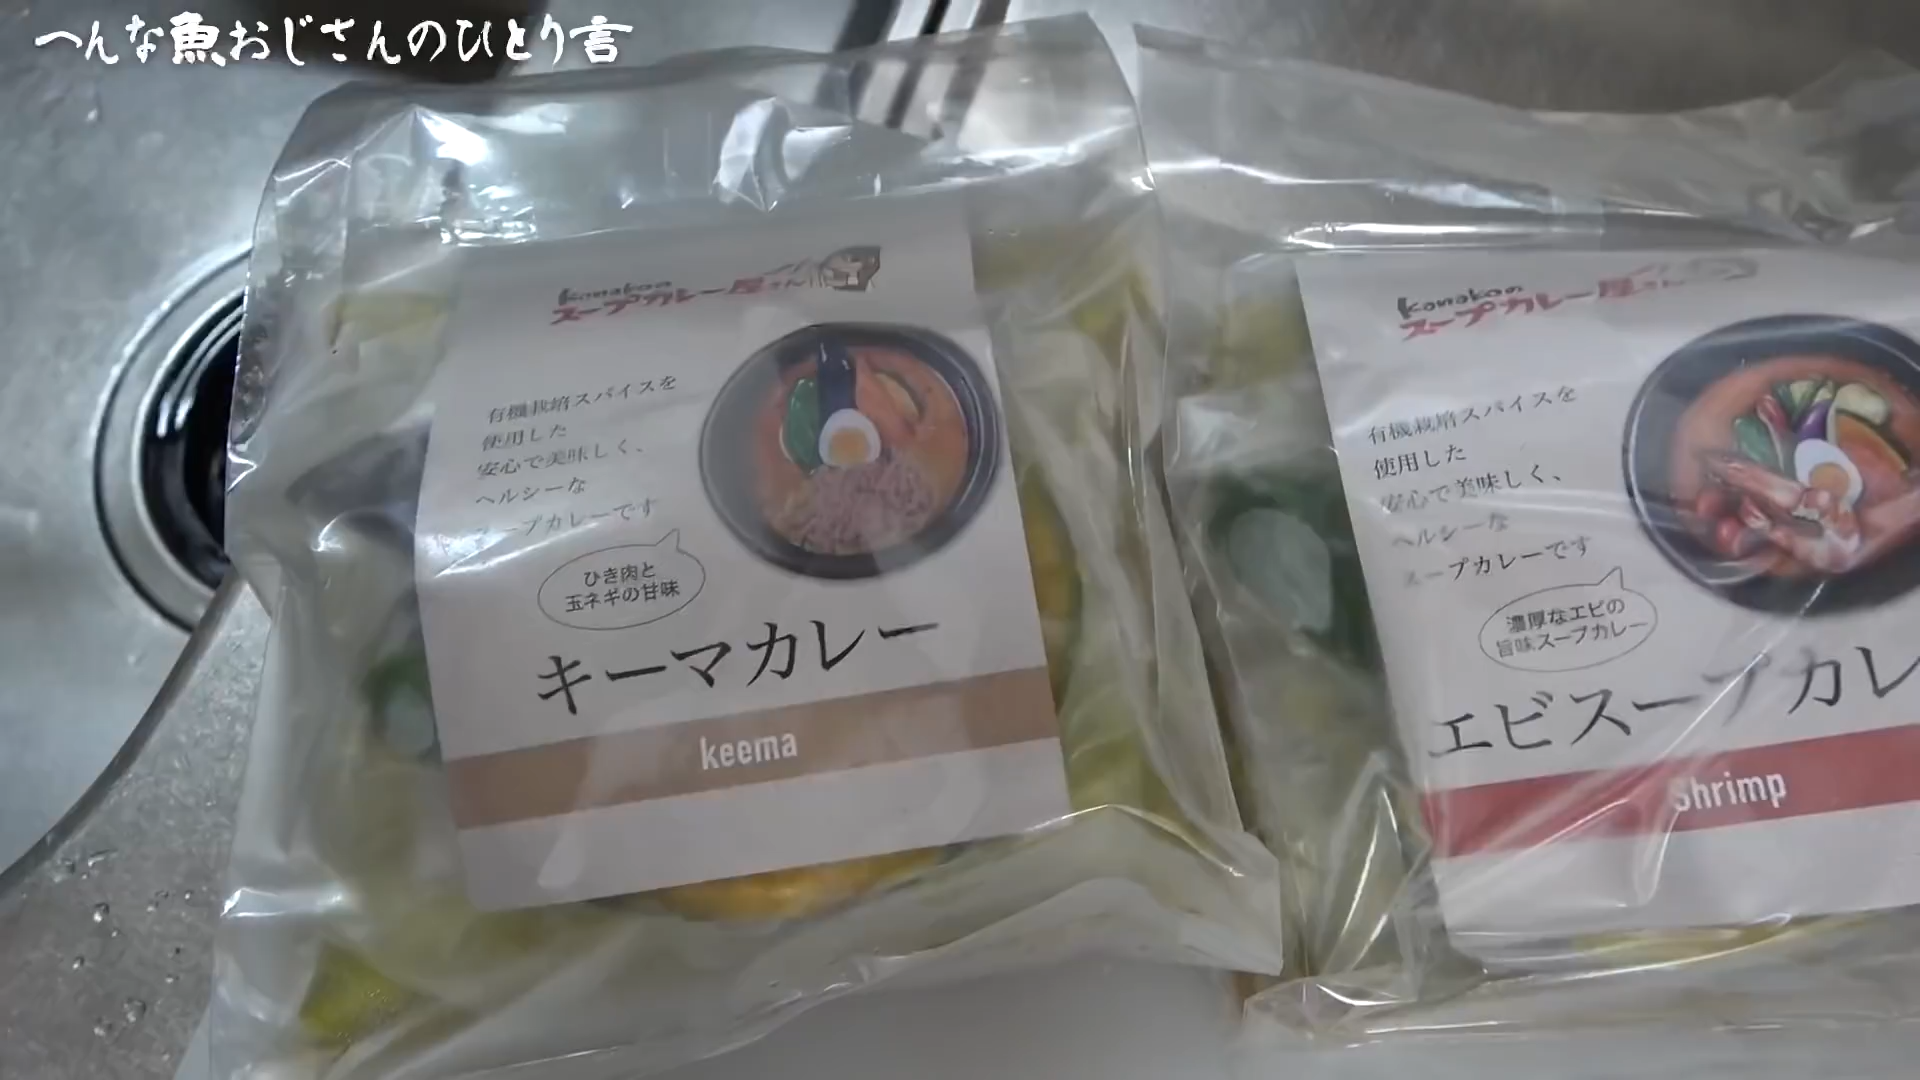 へんな魚おじさんのひとり言
konakaの
スープカレー屋さん
有機栽培スパイスを
使用した
安心で美味しく、
ヘルシーな
スープカレーです
ひき肉と
玉ネギの甘味
キーマカレー
keema
konakaの
スープカレー屋さん
有機栽培スパイスを
使用した
安心で美味しく、
ヘルシーな
スープカレーです
濃厚なエビの
旨味スープカレー
エビスープカレ
shrimp